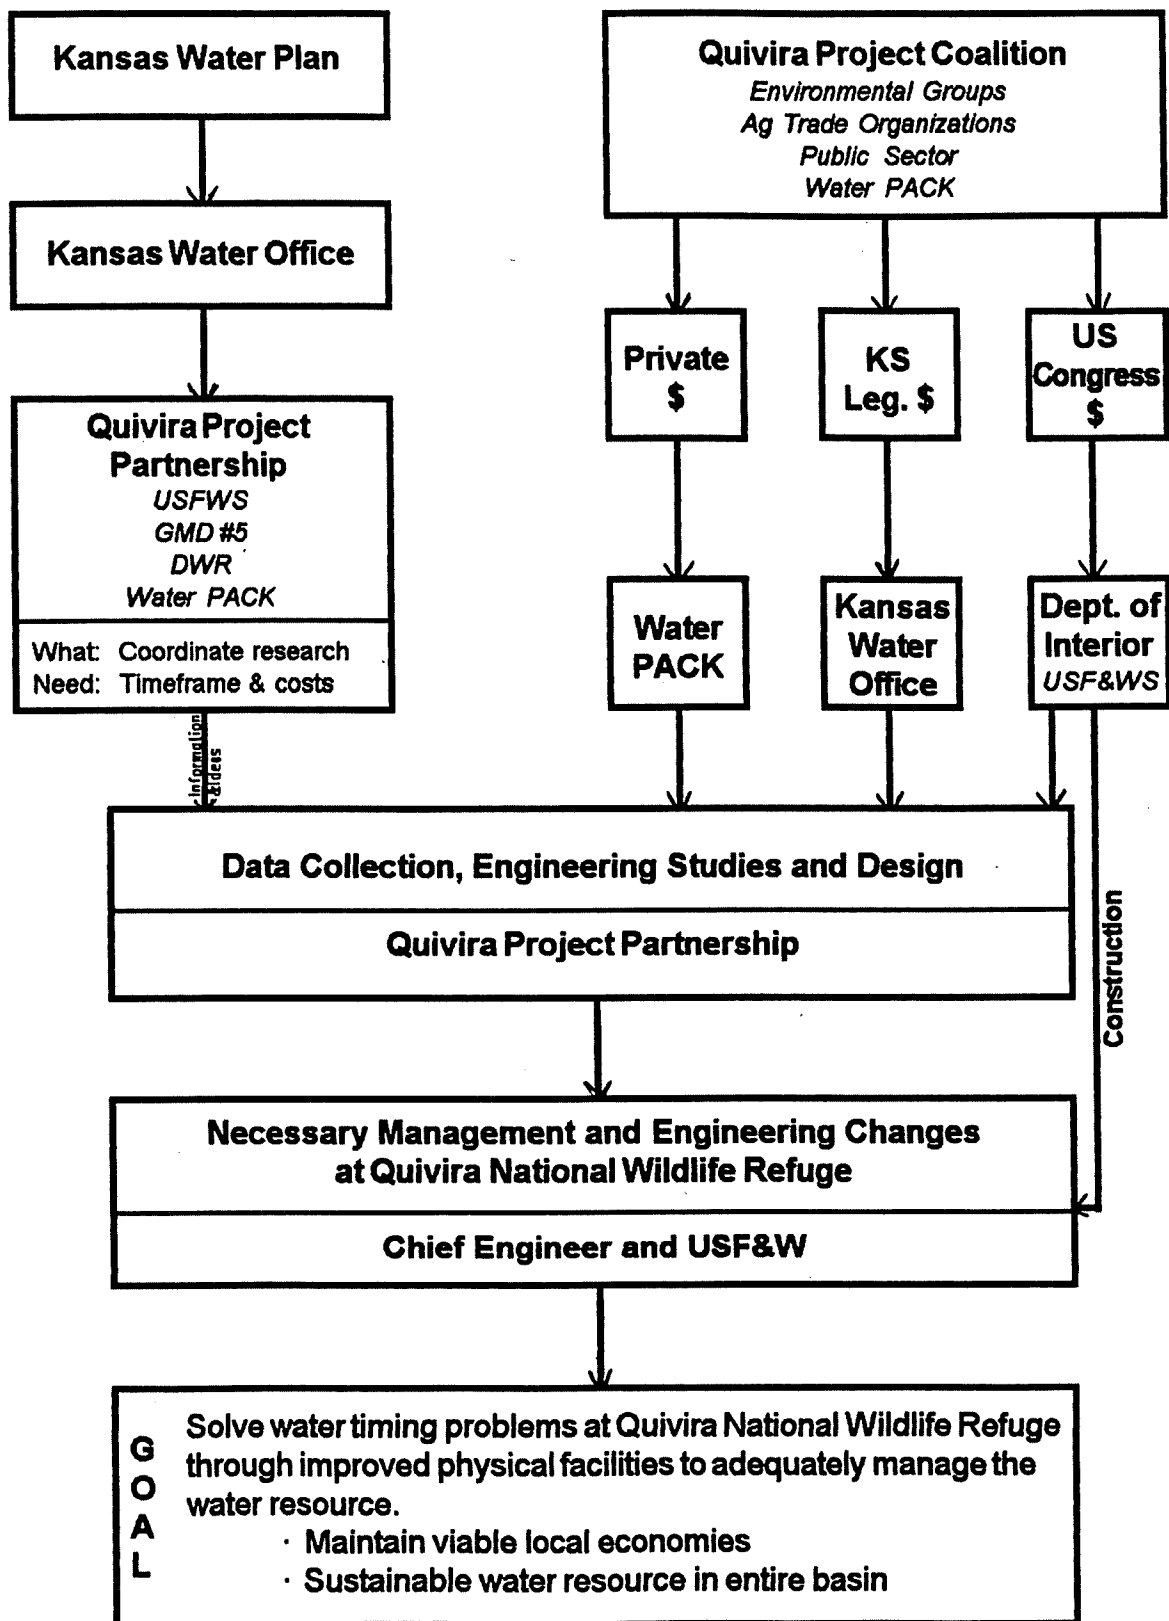 Kansas Water Plan
Kansas Water Office
Quivira Project
Partnership
USFWS
GMD #5
DWR
Water PACK
What: Coordinate research
Need: Timeframe & costs
Information
& Ideas
Quivira Project Coalition
Environmental Groups
Ag Trade Organizations
Public Sector
Water PACK
Private
$
KS
Leg. $
US
Congress
$
Water
PACK
Kansas
Water
Office
Dept. of
Interior
USF&WS
Data Collection, Engineering Studies and Design
Quivira Project Partnership
Construction
Necessary Management and Engineering Changes
at Quivira National Wildlife Refuge
Chief Engineer and USF&W
GOAL
Solve water timing problems at Quivira National Wildlife Refuge
through improved physical facilities to adequately manage the
water resource.
· Maintain viable local economies
· Sustainable water resource in entire basin